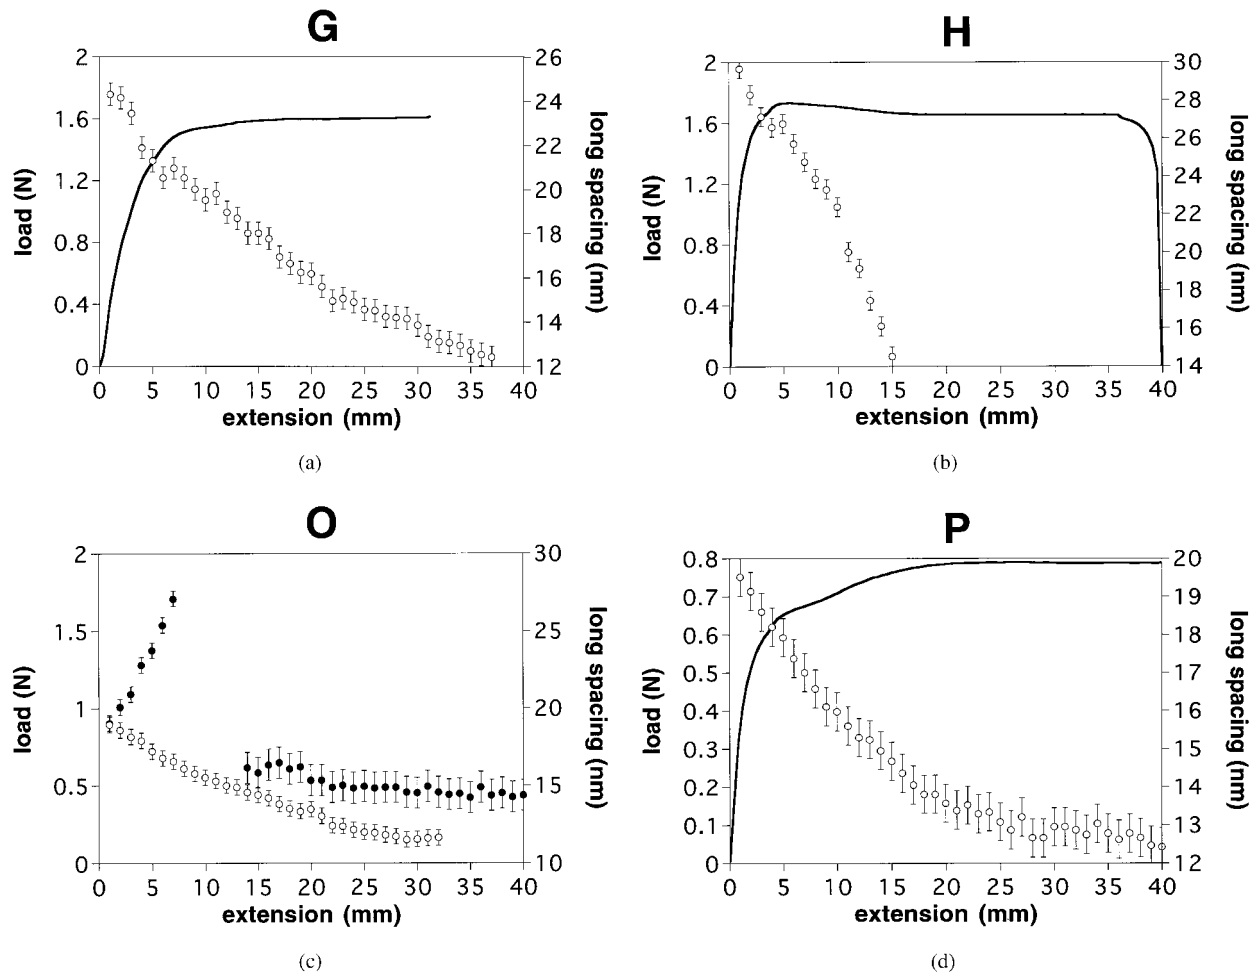 G
H
2
1.6
1.2
0.8
0.4
0
load (N)
26
24
22
20
18
16
14
12
long spacing (nm)
0 5 10 15 20 25 30 35 40
extension (mm)
(a)
2
1.6
1.2
0.8
0.4
0
load (N)
30
28
26
24
22
20
18
16
14
long spacing (nm)
0 5 10 15 20 25 30 35 40
extension (mm)
(b)
O
P
2
1.5
1
0.5
0
load (N)
30
25
20
15
10
long spacing (nm)
0 5 10 15 20 25 30 35 40
extension (mm)
(c)
0.8
0.7
0.6
0.5
0.4
0.3
0.2
0.1
0
load (N)
20
19
18
17
16
15
14
13
12
long spacing (nm)
0 5 10 15 20 25 30 35 40
extension (mm)
(d)